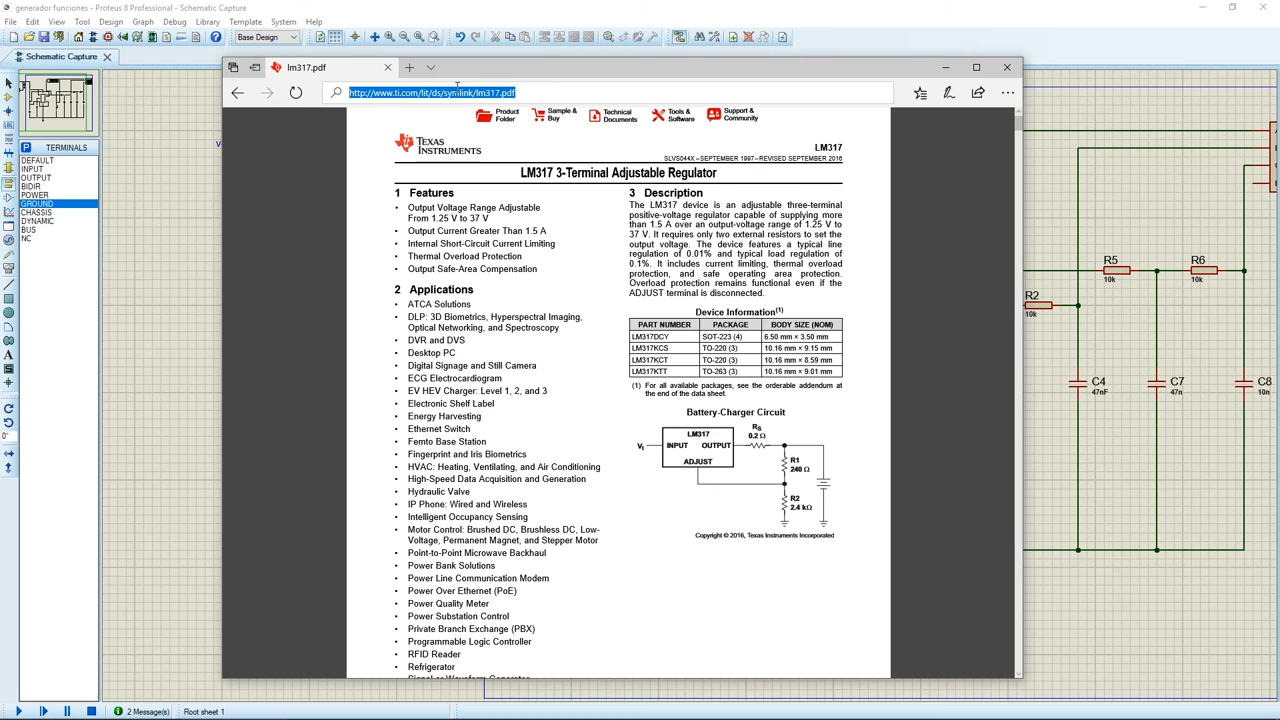 generador funciones - Proteus 8 Professional - Schematic Capture
File Edit View Tool Design Graph Debug Library Template System Help
Base Design
Schematic Capture
lm317.pdf
http://www.ti.com/lit/ds/symlink/lm317.pdf
P TERMINALS
DEFAULT
INPUT
OUTPUT
BIDIR
POWER
GROUND
CHASSIS
DYNAMIC
BUS
NC
0°
Product Folder
Sample & Buy
Technical Documents
Tools & Software
Support & Community
TEXAS INSTRUMENTS
LM317
SLVS044X – SEPTEMBER 1997 – REVISED SEPTEMBER 2016
LM317 3-Terminal Adjustable Regulator
1 Features
• Output Voltage Range Adjustable
From 1.25 V to 37 V
• Output Current Greater Than 1.5 A
• Internal Short-Circuit Current Limiting
• Thermal Overload Protection
• Output Safe-Area Compensation
2 Applications
• ATCA Solutions
• DLP: 3D Biometrics, Hyperspectral Imaging,
Optical Networking, and Spectroscopy
• DVR and DVS
• Desktop PC
• Digital Signage and Still Camera
• ECG Electrocardiogram
• EV HEV Charger: Level 1, 2, and 3
• Electronic Shelf Label
• Energy Harvesting
• Ethernet Switch
• Femto Base Station
• Fingerprint and Iris Biometrics
• HVAC: Heating, Ventilating, and Air Conditioning
• High-Speed Data Acquisition and Generation
• Hydraulic Valve
• IP Phone: Wired and Wireless
• Intelligent Occupancy Sensing
• Motor Control: Brushed DC, Brushless DC, Low-
Voltage, Permanent Magnet, and Stepper Motor
• Point-to-Point Microwave Backhaul
• Power Bank Solutions
• Power Line Communication Modem
• Power Over Ethernet (PoE)
• Power Quality Meter
• Power Substation Control
• Private Branch Exchange (PBX)
• Programmable Logic Controller
• RFID Reader
• Refrigerator
3 Description
The LM317 device is an adjustable three-terminal
positive-voltage regulator capable of supplying more
than 1.5 A over an output-voltage range of 1.25 V to
37 V. It requires only two external resistors to set the
output voltage. The device features a typical line
regulation of 0.01% and typical load regulation of
0.1%. It includes current limiting, thermal overload
protection, and safe operating area protection.
Overload protection remains functional even if the
ADJUST terminal is disconnected.
Device Information(1)
PART NUMBER PACKAGE BODY SIZE (NOM)
LM317DCY SOT-223 (4) 6.50 mm × 3.50 mm
LM317KCS TO-220 (3) 10.16 mm × 9.15 mm
LM317KCT TO-220 (3) 10.16 mm × 8.59 mm
LM317KTT TO-263 (3) 10.16 mm × 9.01 mm
(1) For all available packages, see the orderable addendum at
the end of the data sheet.
Battery-Charger Circuit
LM317
VI INPUT OUTPUT
ADJUST
RS
0.2 Ω
R1
240 Ω
R2
2.4 kΩ
Copyright © 2016, Texas Instruments Incorporated
R5
10k
R6
10k
R2
10k
C4
47nF
C7
47n
C8
10n
2 Message(s) Root sheet 1